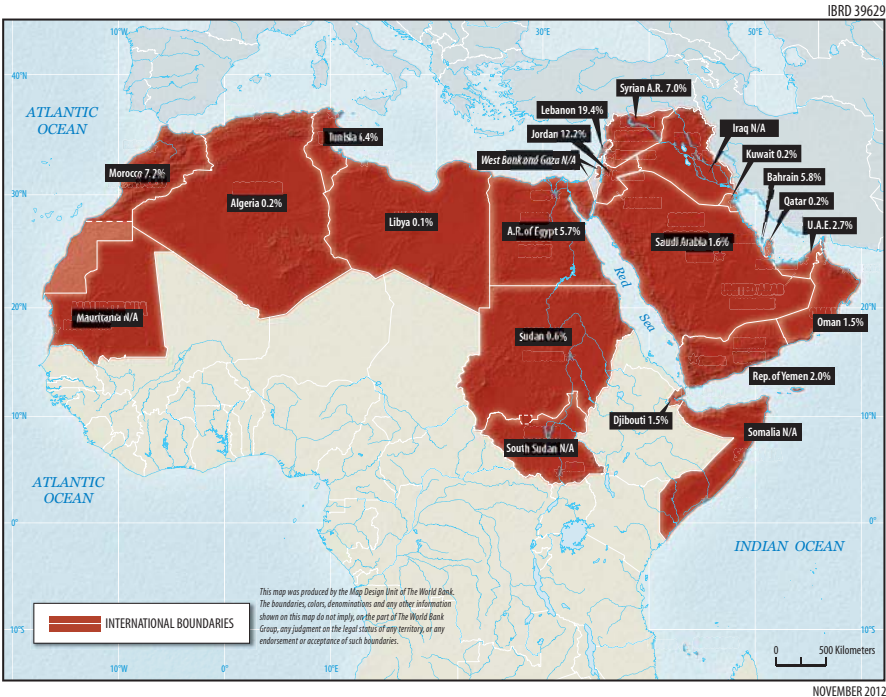 IBRD 39629
10°W
30°E
50°E
40°N
ATLANTIC
OCEAN
Syrian A.R. 7.0%
Lebanon 19.4%
Jordan 12.2%
Iraq N/A
Tunisia 6.4%
West Bank and Gaza N/A
Kuwait 0.2%
Morocco 7.2%
Bahrain 5.8%
30°N
30°N
Algeria 0.2%
Qatar 0.2%
Libya 0.1%
A.R. of Egypt 5.7%
U.A.E. 2.7%
Saudi Arabia 1.6%
Red
Sea
20°N
20°N
Mauritania N/A
Oman 1.5%
Sudan 0.6%
Rep. of Yemen 2.0%
10°N
10°N
Djibouti 1.5%
Somalia N/A
South Sudan N/A
ATLANTIC
OCEAN
0°
0°
INDIAN OCEAN
This map was produced by the Map Design Unit of The World Bank.
The boundaries, colors, denominations and any other information
shown on this map do not imply, on the part of The World Bank
Group, any judgment on the legal status of any territory, or any
endorsement or acceptance of such boundaries.
INTERNATIONAL BOUNDARIES
10°S
10°S
0 500 Kilometers
10°W
0°
10°E
30°E
50°E
NOVEMBER 2012